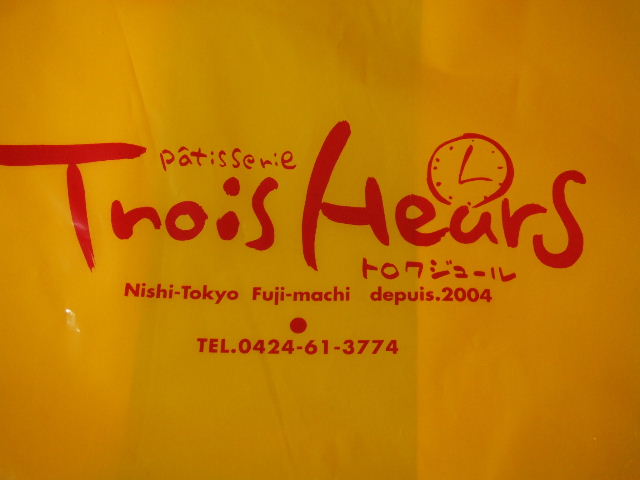 pâtisserie
Trois Hears
トロワジュール
Nishi-Tokyo Fuji-machi depuis.2004
TEL.0424-61-3774